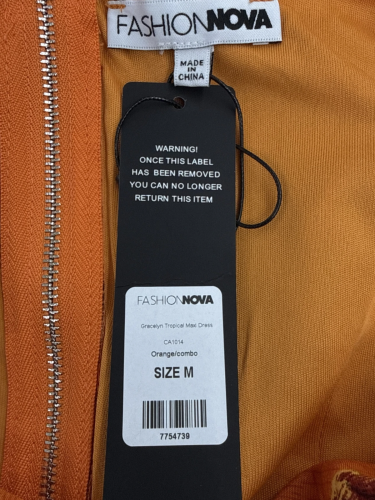 FASHIONNOVA
MADE
IN
CHINA
WARNING!
ONCE THIS LABEL
HAS BEEN REMOVED
YOU CAN NO LONGER
RETURN THIS ITEM
FASHIONNOVA
Gracelyn Tropical Maxi Dress
CA1014
Orange/combo
SIZE M
7754739